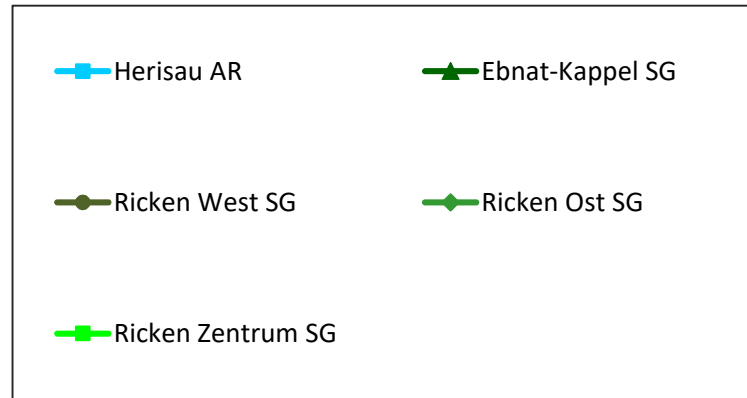 Herisau AR
Ebnat-Kappel SG
Ricken West SG
Ricken Ost SG
Ricken Zentrum SG